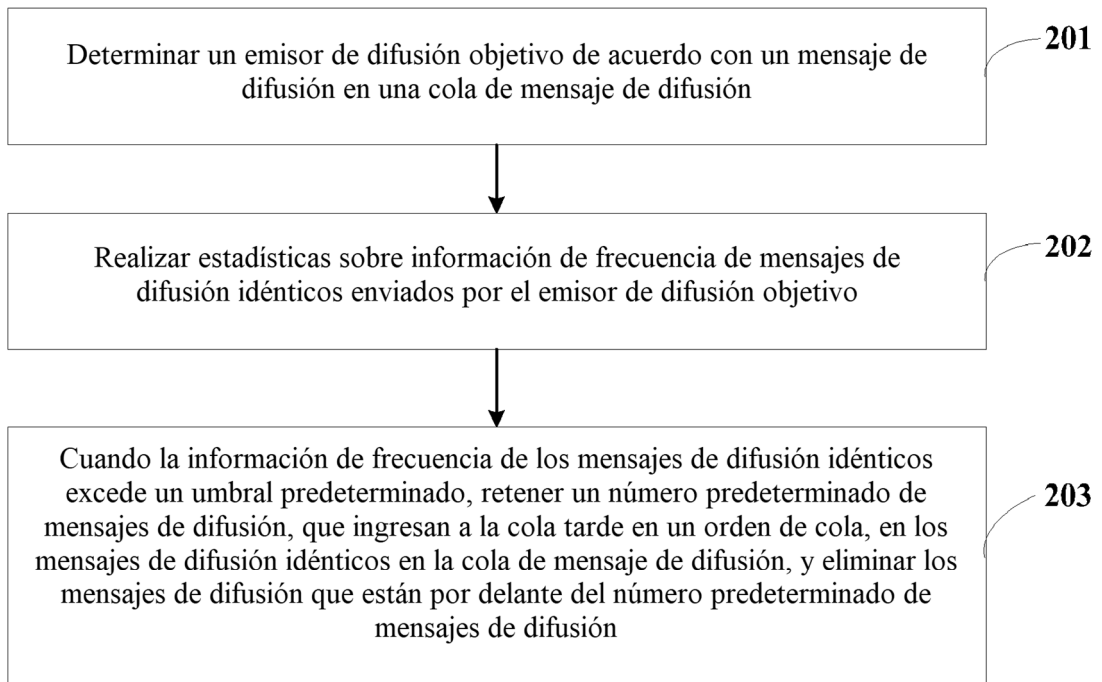 Determinar un emisor de difusión objetivo de acuerdo con un mensaje de
difusión en una cola de mensaje de difusión
201
Realizar estadísticas sobre información de frecuencia de mensajes de
difusión idénticos enviados por el emisor de difusión objetivo
202
Cuando la información de frecuencia de los mensajes de difusión idénticos
excede un umbral predeterminado, retener un número predeterminado de
mensajes de difusión, que ingresan a la cola tarde en un orden de cola, en los
mensajes de difusión idénticos en la cola de mensaje de difusión, y eliminar los
mensajes de difusión que están por delante del número predeterminado de
mensajes de difusión
203